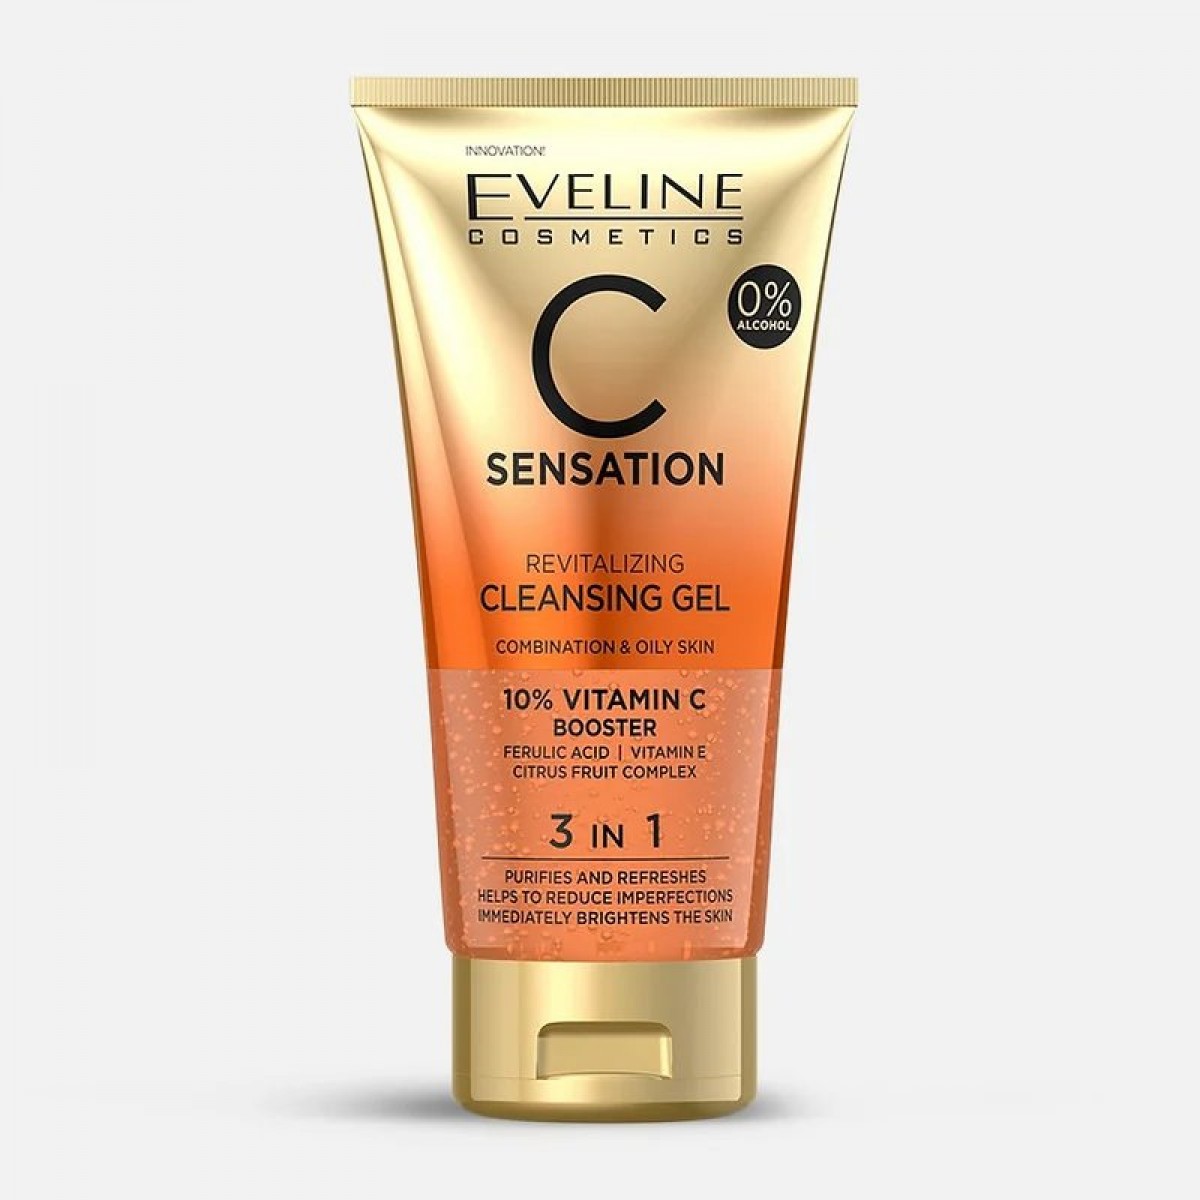 INNOVATION!
EVELINE
COSMETICS
C
0%
ALCOHOL
SENSATION
REVITALIZING
CLEANSING GEL
COMBINATION & OILY SKIN
10% VITAMIN C
BOOSTER
FERULIC ACID | VITAMIN E
CITRUS FRUIT COMPLEX
3 IN 1
PURIFIES AND REFRESHES
HELPS TO REDUCE IMPERFECTIONS
IMMEDIATELY BRIGHTENS THE SKIN